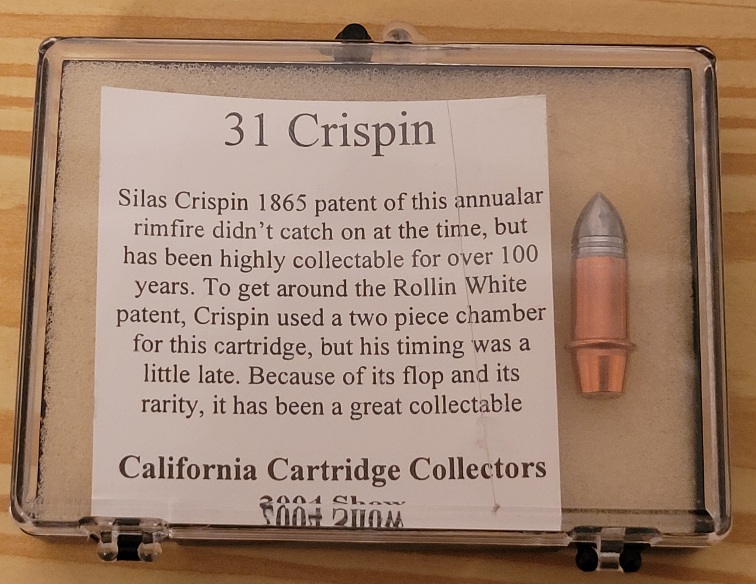 31 Crispin
Silas Crispin 1865 patent of this annualar
rimfire didn't catch on at the time, but
has been highly collectable for over 100
years. To get around the Rollin White
patent, Crispin used a two piece chamber
for this cartridge, but his timing was a
little late. Because of its flop and its
rarity, it has been a great collectable
California Cartridge Collectors
2004 Show